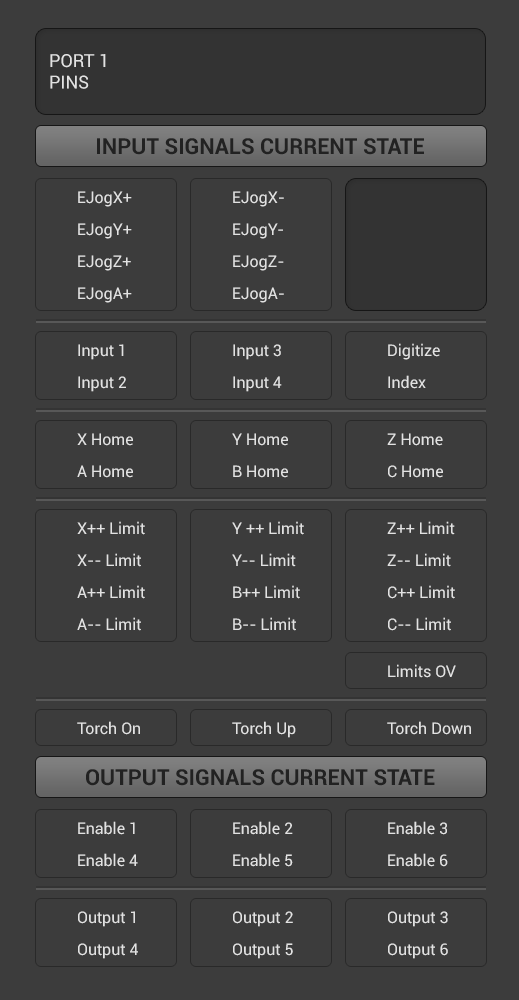 PORT 1
PINS
INPUT SIGNALS CURRENT STATE
EJogX+ EJogX-
EJogY+ EJogY-
EJogZ+ EJogZ-
EJogA+ EJogA-
Input 1 Input 3 Digitize
Input 2 Input 4 Index
X Home Y Home Z Home
A Home B Home C Home
X++ Limit Y ++ Limit Z++ Limit
X-- Limit Y-- Limit Z-- Limit
A++ Limit B++ Limit C++ Limit
A-- Limit B-- Limit C-- Limit
Limits OV
Torch On Torch Up Torch Down
OUTPUT SIGNALS CURRENT STATE
Enable 1 Enable 2 Enable 3
Enable 4 Enable 5 Enable 6
Output 1 Output 2 Output 3
Output 4 Output 5 Output 6